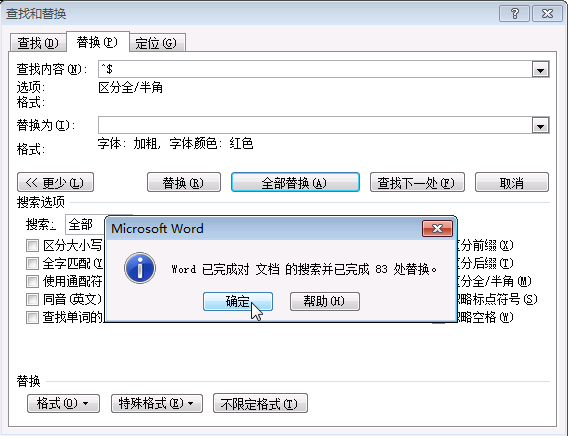 查找和替换
查找(D) 替换(P) 定位(G)
查找内容(N): ^$
选项: 区分全/半角
格式:
替换为(I):
格式: 字体: 加粗, 字体颜色: 红色
<< 更少(L) 替换(R) 全部替换(A) 查找下一处(F) 取消
搜索选项
搜索: 全部
Microsoft Word
区分大小写 区分前缀(X)
全字匹配(Y 区分后缀(T)
Word 已完成对 文档 的搜索并已完成 83 处替换。
使用通配符 区分全/半角(M)
同音(英文) 忽略标点符号(S)
确定 帮助(H)
查找单词的 忽略空格(W)
替换
格式(O) 特殊格式(E) 不限定格式(T)